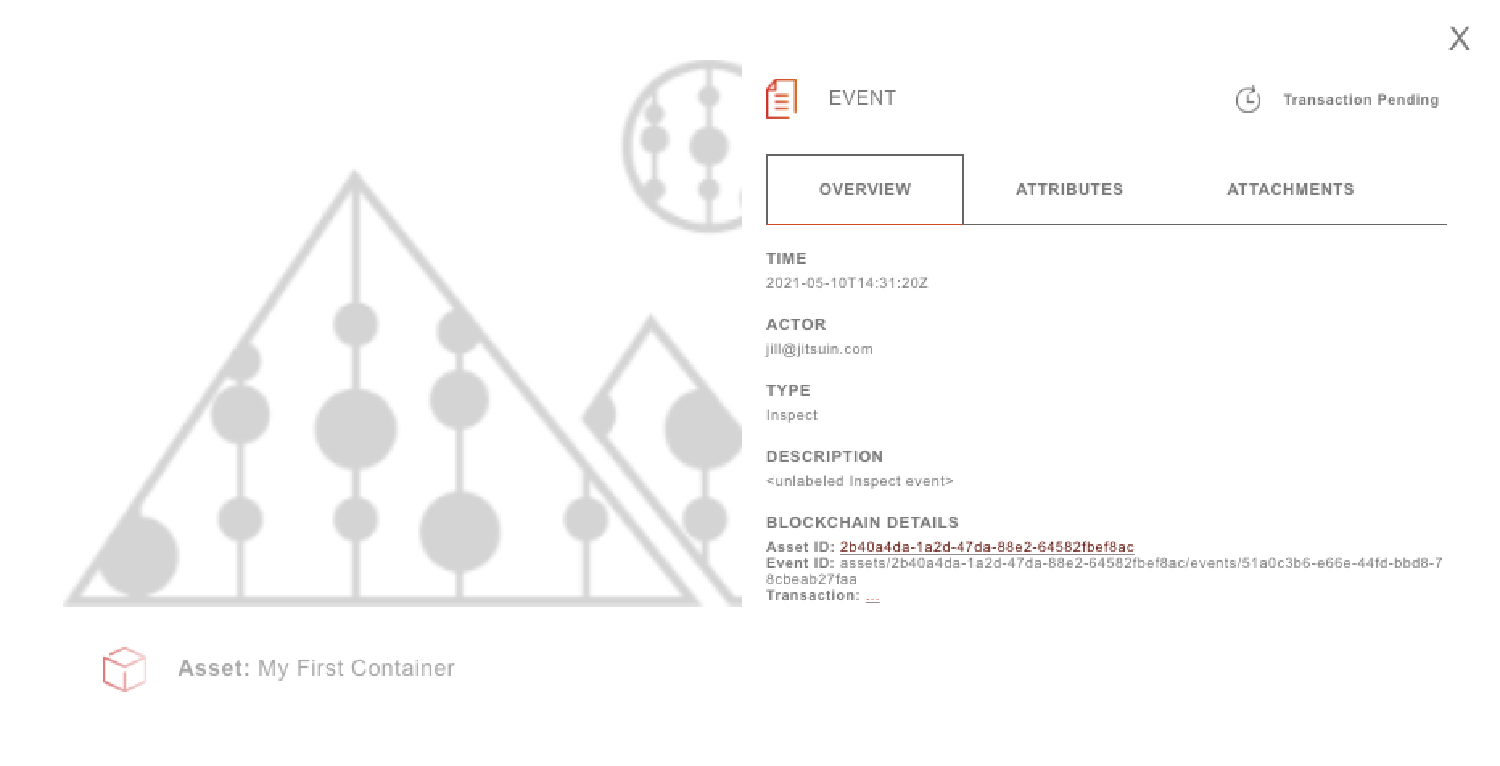 X
EVENT
Transaction Pending
OVERVIEW ATTRIBUTES ATTACHMENTS
TIME
2021-05-10T14:31:20Z
ACTOR
jill@jitsuin.com
TYPE
Inspect
DESCRIPTION
<unlabeled Inspect event>
BLOCKCHAIN DETAILS
Asset ID: 2b40a4da-1a2d-47da-88e2-64582fbef8ac
Event ID: assets/2b40a4da-1a2d-47da-88e2-64582fbef8ac/events/51a0c3b6-e66e-44fd-bbd8-7
8cbeab27faa
Transaction: ...
Asset: My First Container